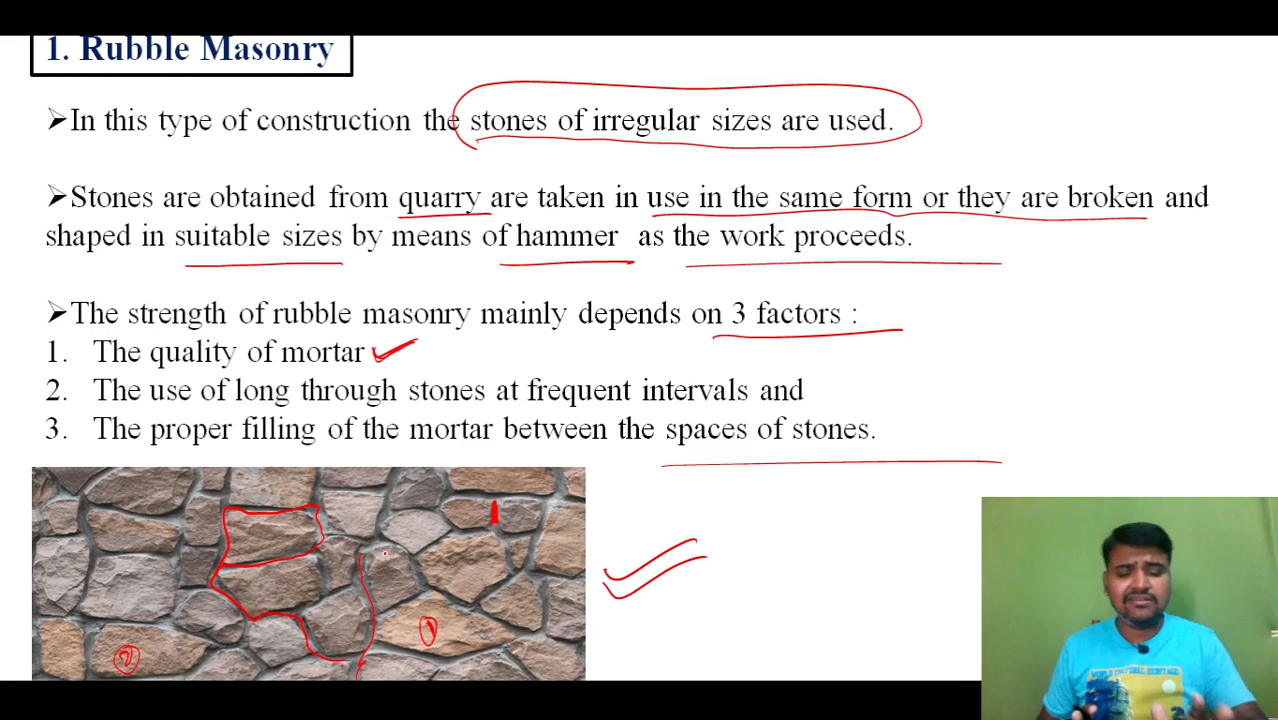 1. Rubble Masonry
➢In this type of construction the stones of irregular sizes are used.
➢Stones are obtained from quarry are taken in use in the same form or they are broken and
shaped in suitable sizes by means of hammer as the work proceeds.
➢The strength of rubble masonry mainly depends on 3 factors :
1. The quality of mortar
2. The use of long through stones at frequent intervals and
3. The proper filling of the mortar between the spaces of stones.